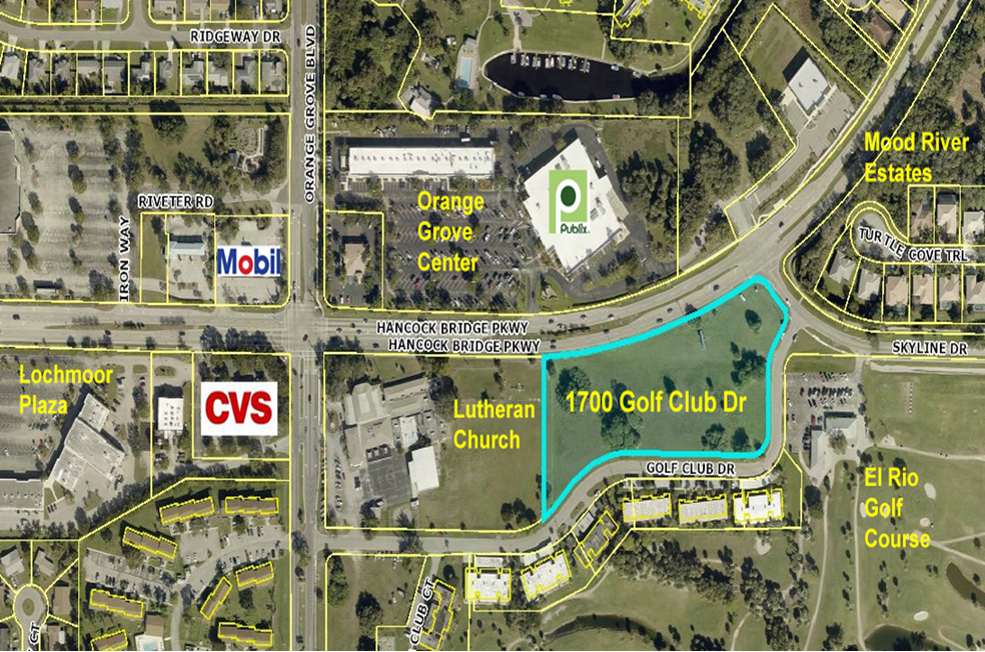 RIDGEWAY DR
ORANGE GROVE BLVD
Mood River
Estates
RIVETER RD
Orange
Grove
Center
Publix
TURTLE COVE TRL
IRON WAY
Mobil
HANCOCK BRIDGE PKWY
HANCOCK BRIDGE PKWY
SKYLINE DR
Lochmoor
Plaza
CVS
Lutheran
Church
1700 Golf Club Dr
GOLF CLUB DR
El Rio
Golf
Course
CLUB CT
CT